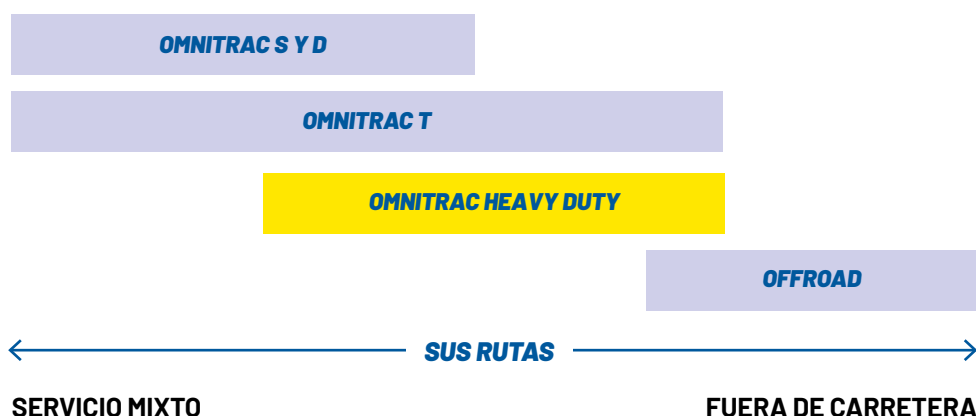 OMNITRAC S Y D
OMNITRAC T
OMNITRAC HEAVY DUTY
OFFROAD
SUS RUTAS
SERVICIO MIXTO
FUERA DE CARRETERA